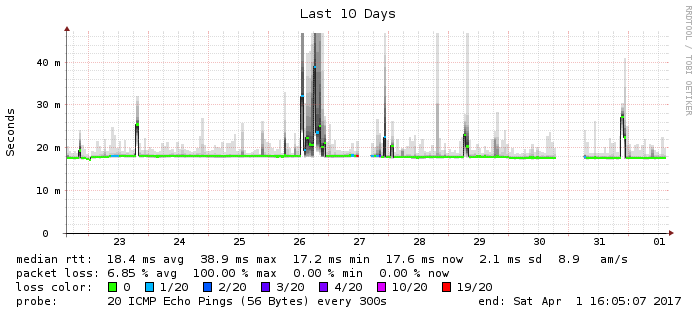 Last 10 Days
RRDTOOL / TOBI OETIKER
Seconds
40 m
30 m
20 m
10 m
0
23 24 25 26 27 28 29 30 31 01
median rtt: 18.4 ms avg 38.9 ms max 17.2 ms min 17.6 ms now 2.1 ms sd 8.9 am/s
packet loss: 6.85 % avg 100.00 % max 0.00 % min 0.00 % now
loss color: 0 1/20 2/20 3/20 4/20 10/20 19/20
probe: 20 ICMP Echo Pings (56 Bytes) every 300s end: Sat Apr 1 16:05:07 2017